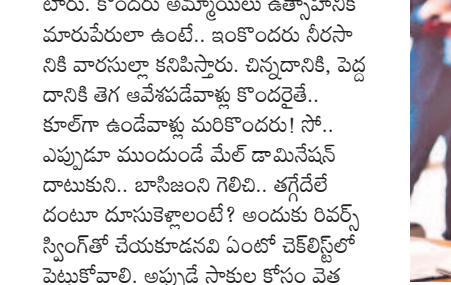 టారు. కొందరు అమ్మాయిలు ఉత్సాహానికి
మారుపేరులా ఉంటే.. ఇంకొందరు నీరసా
నికి వారసుల్లా కనిపిస్తారు. చిన్నదానికి, పెద్ద
దానికి తెగ ఆవేశపడేవాళ్లు కొందరైతే..
కూల్‌గా ఉండేవాళ్లు మరికొందరు! సో..
ఎప్పుడూ ముందుండే మేల్ డామినేషన్
దాటుకుని.. బాసిజంని గెలిచి.. తగ్గేదేలే
దంటూ దూసుకెళ్లాలంటే? అందుకు రివర్స్
స్వింగ్‌తో చేయకూడనవి ఏంటో చెక్‌లిస్ట్‌లో
పెట్టుకోవాలి. అప్పుడే సాకుల కోసం వెత